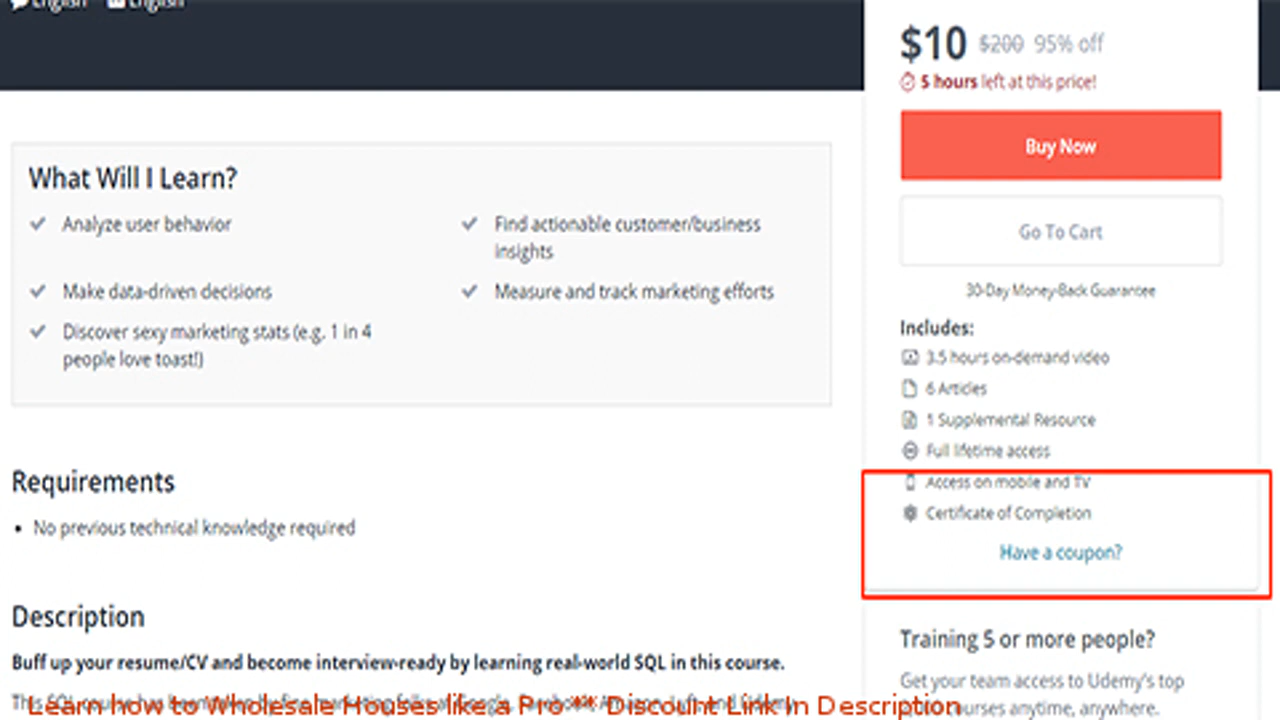 English English
What Will I Learn?
Analyze user behavior
Find actionable customer/business
insights
Make data-driven decisions
Measure and track marketing efforts
Discover sexy marketing stats (e.g. 1 in 4
people love toast!)
Requirements
• No previous technical knowledge required
Description
Buff up your resume/CV and become interview-ready by learning real-world SQL in this course.
Learn how to Wholesale Houses like a Pro *** Discount Link In Description
$10 $200 95% off
5 hours left at this price!
Buy Now
Go To Cart
30-Day Money-Back Guarantee
Includes:
3.5 hours on-demand video
6 Articles
1 Supplemental Resource
Full lifetime access
Access on mobile and TV
Certificate of Completion
Have a coupon?
Training 5 or more people?
Get your team access to Udemy's top
courses anytime, anywhere.